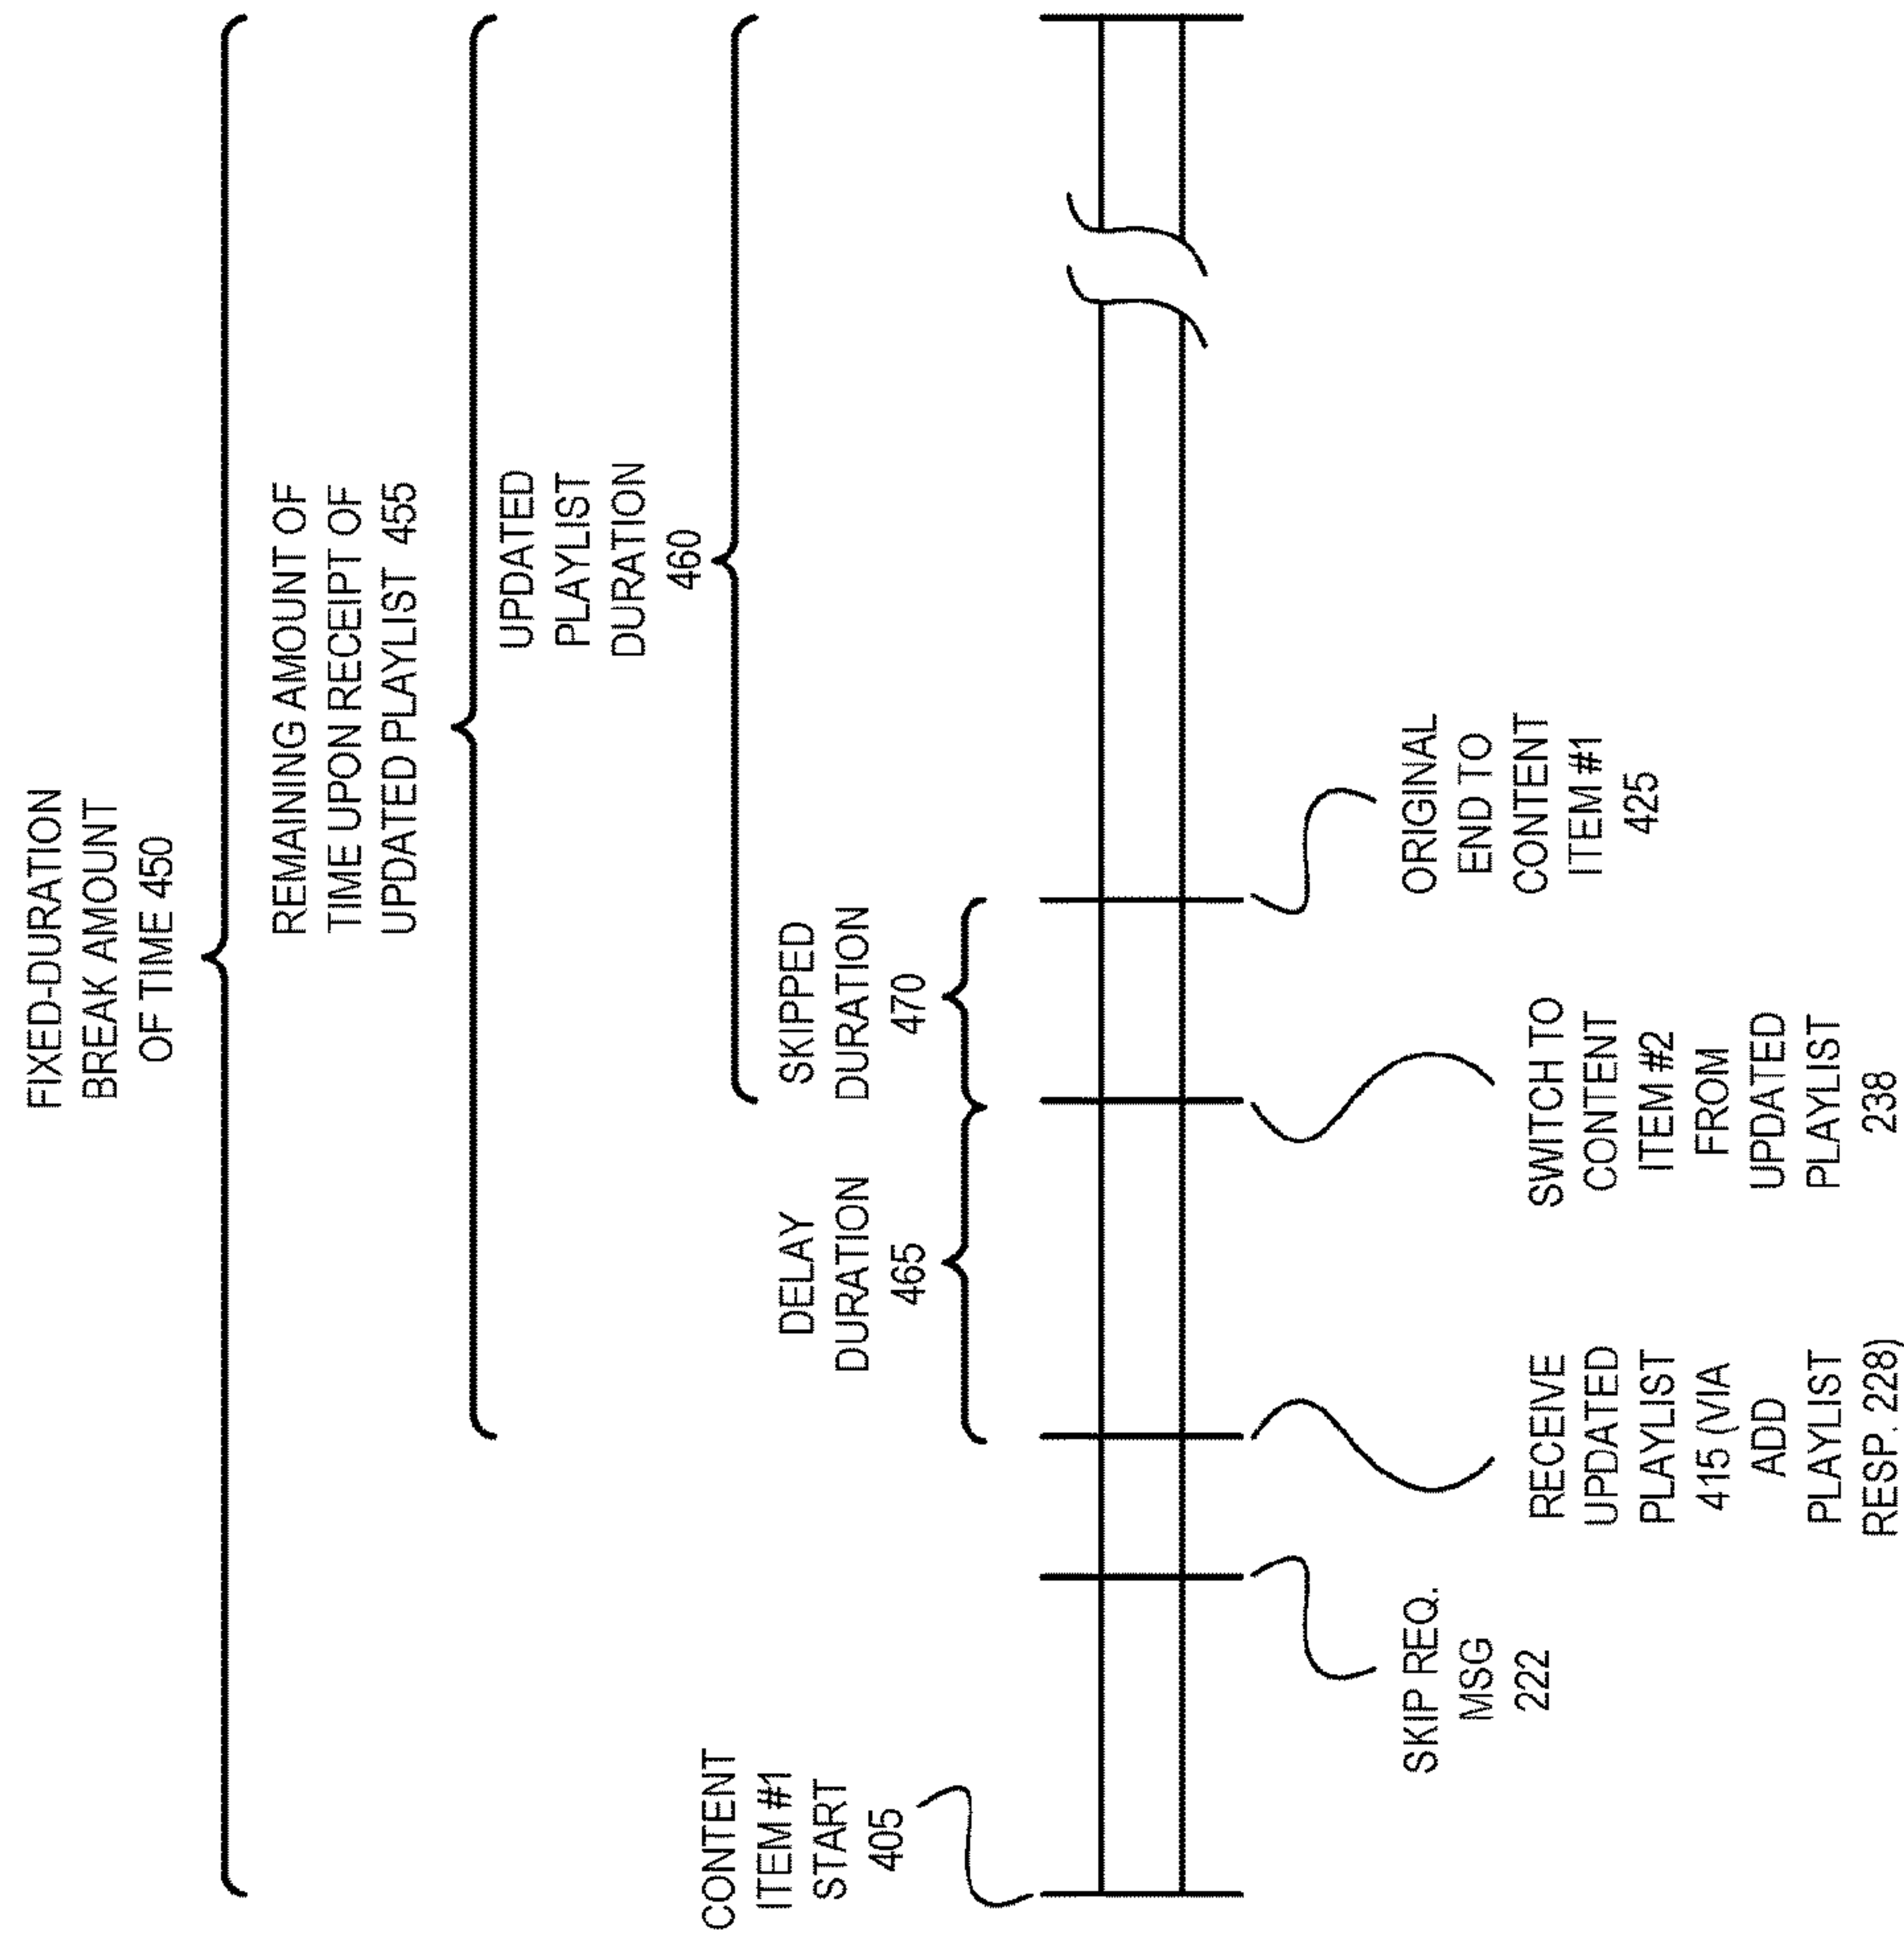 FIXED-DURATION
BREAK AMOUNT
OF TIME 450
REMAINING AMOUNT OF
TIME UPON RECEIPT OF
UPDATED PLAYLIST 455
UPDATED
PLAYLIST
DURATION
460
CONTENT
ITEM #1
START
405
DELAY
DURATION
465
SKIPPED
DURATION
470
SKIP REQ.
MSG
222
RECEIVE
UPDATED
PLAYLIST
415 (VIA
ADD
PLAYLIST
RESP. 228)
SWITCH TO
CONTENT
ITEM #2
FROM
UPDATED
PLAYLIST
238
ORIGINAL
END TO
CONTENT
ITEM #1
425